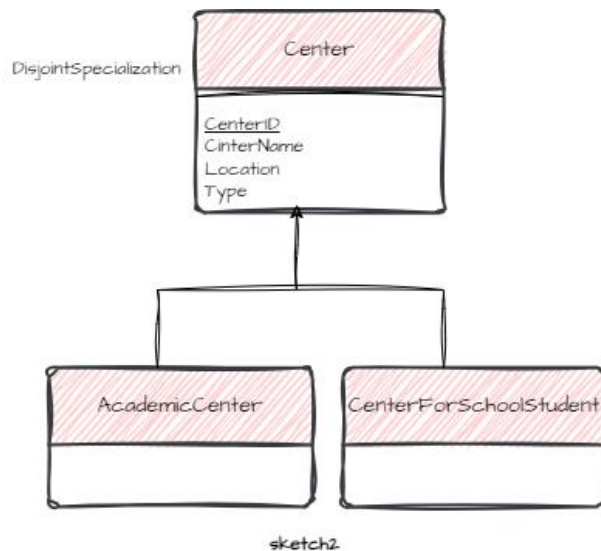 Center
DisjointSpecialization
CenterID
CinterName
Location
Type
AcademicCenter
CenterForSchoolStudent
sketch2